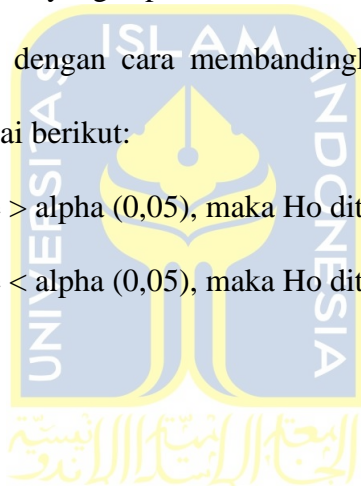 dengan cara membandingk
ai berikut:
> alpha (0,05), maka Ho dit
< alpha (0,05), maka Ho dit
ISLAM
UNIVERSITAS
INDONESIA